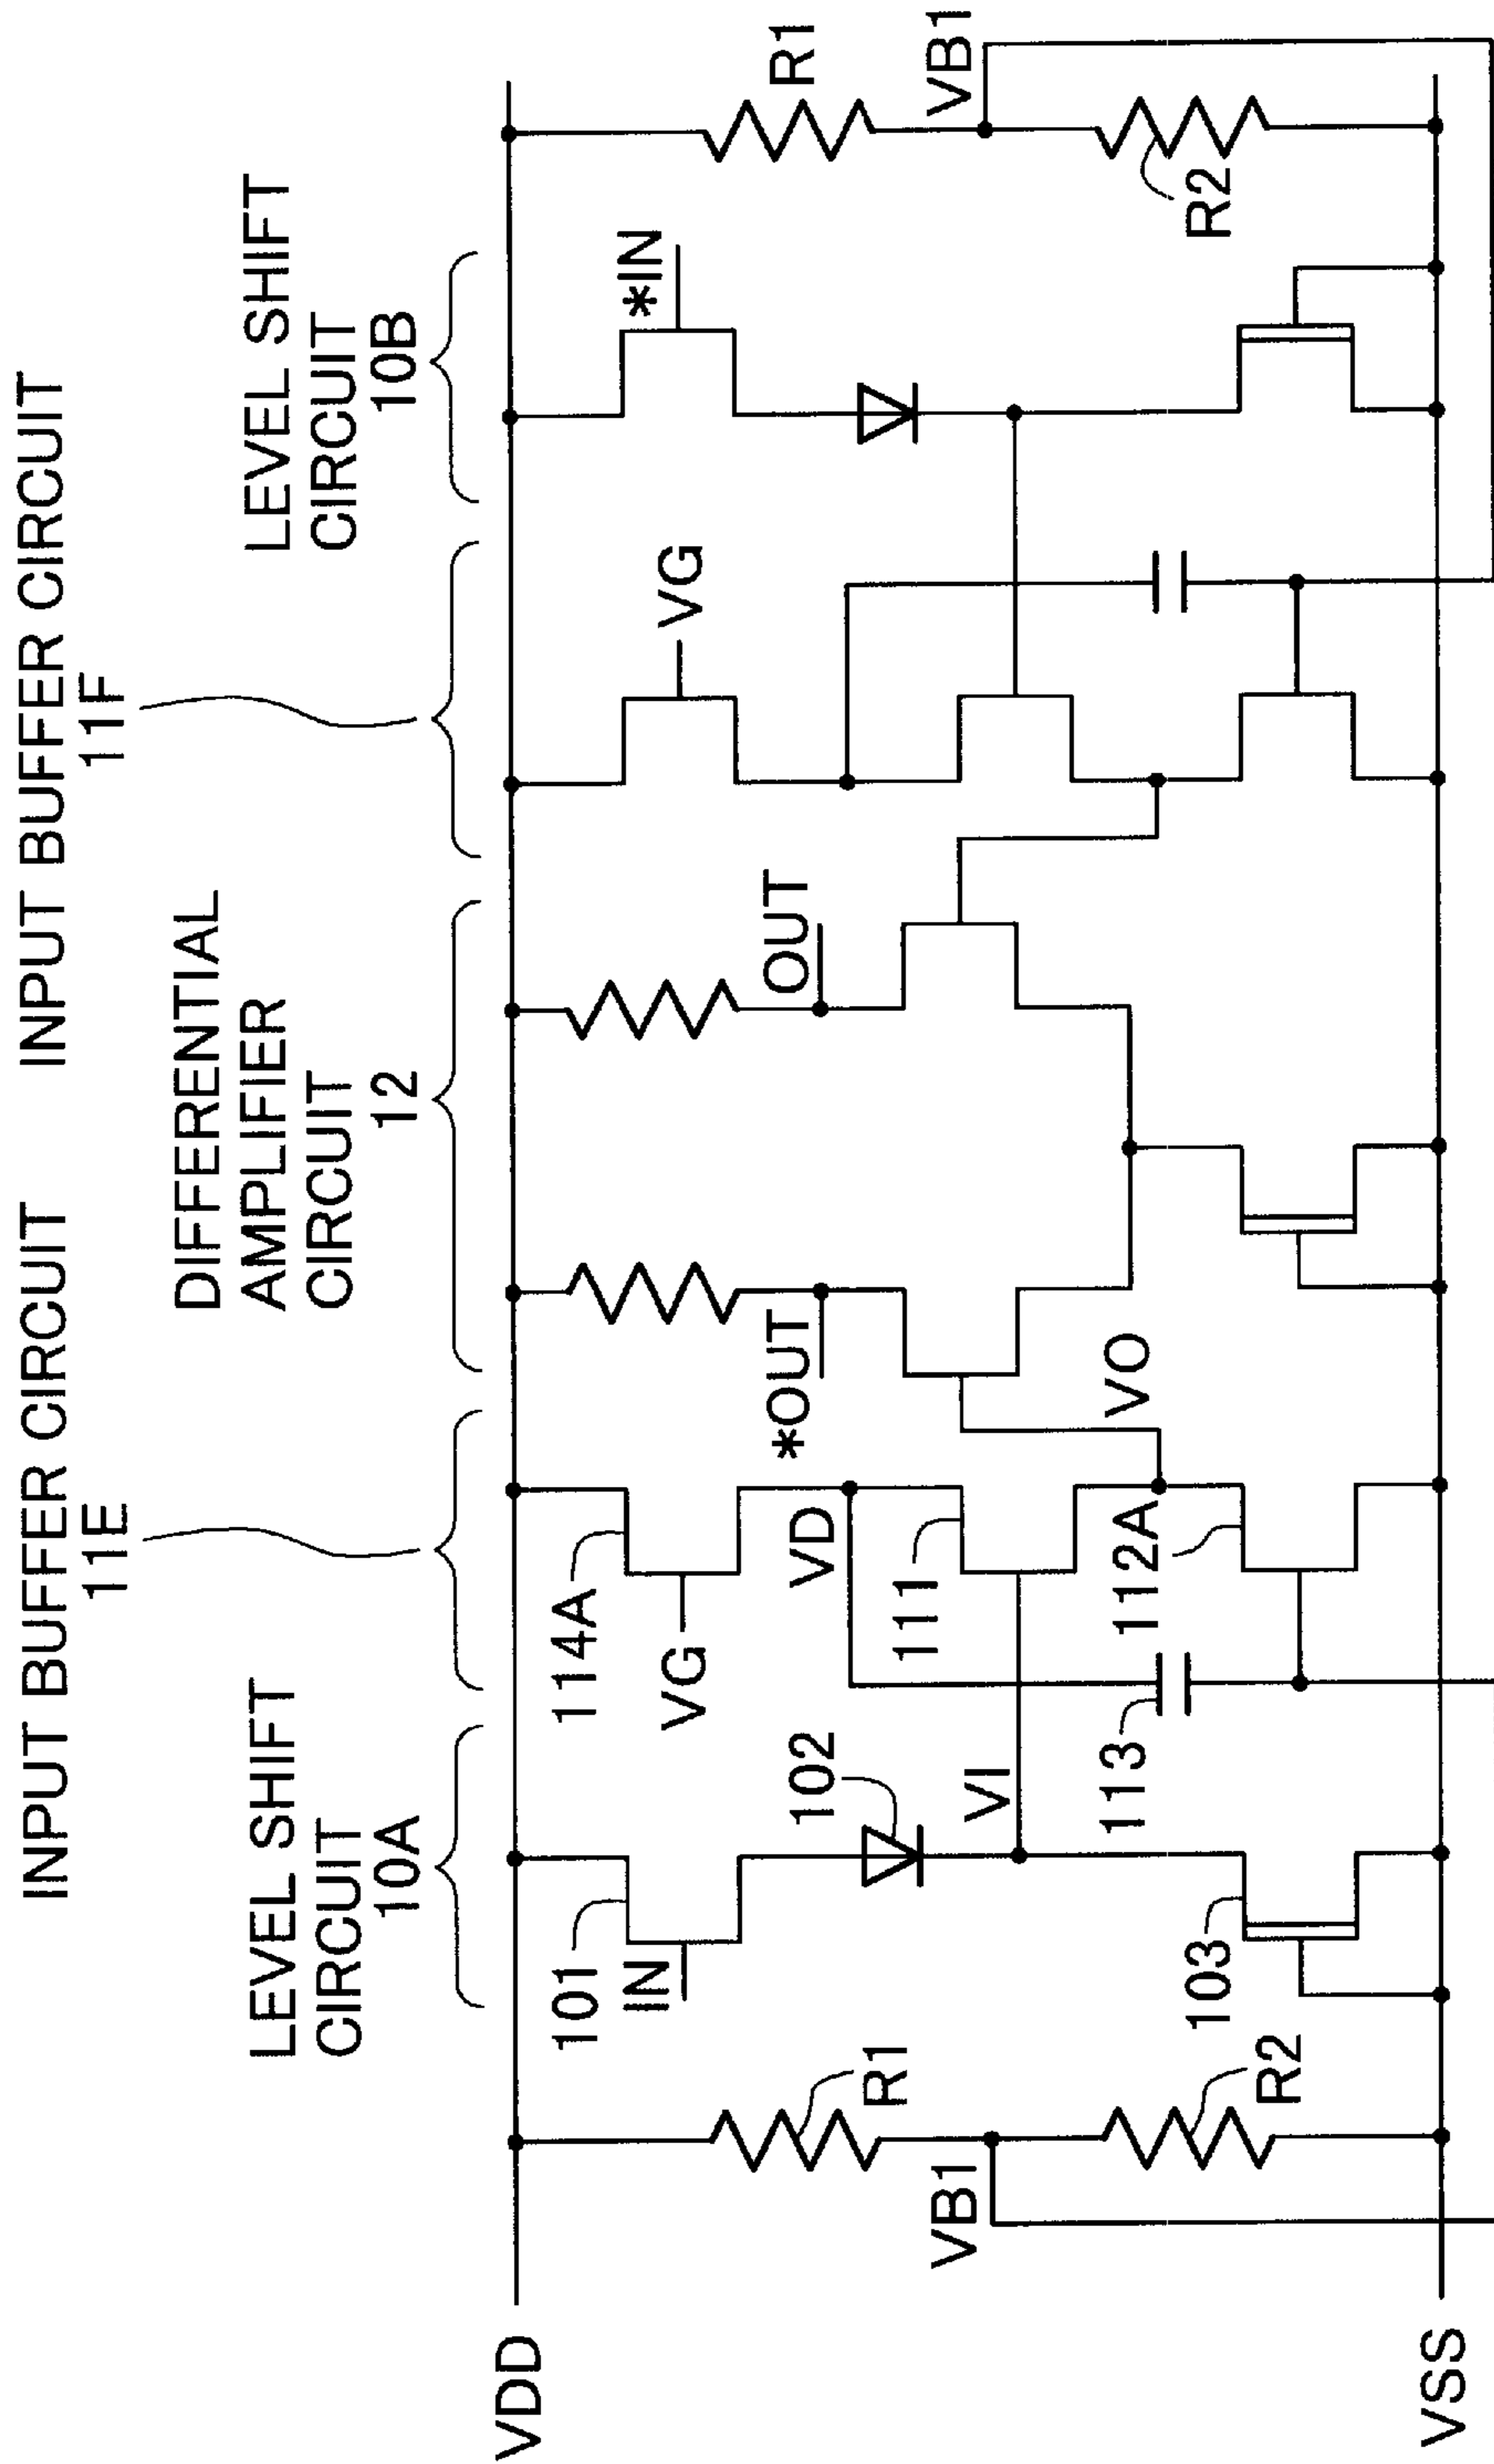 INPUT BUFFER CIRCUIT
11E
INPUT BUFFER CIRCUIT
11F
LEVEL SHIFT
CIRCUIT
10A
DIFFERENTIAL
AMPLIFIER
CIRCUIT
12
LEVEL SHIFT
CIRCUIT
10B
VDD
101
IN
114A
VG
*OUT
OUT
VG
*IN
R1
R1
102
VD
VB1
VI
111
VO
VB1
113
112A
R2
103
R2
VSS